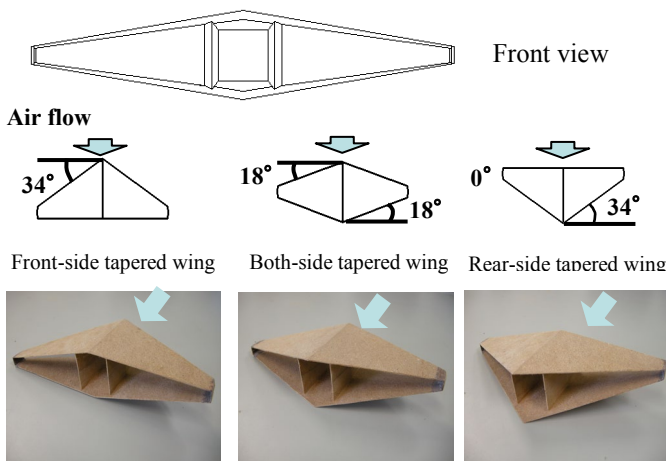 Front view
Air flow
34°
18°
18°
0°
34°
Front-side tapered wing
Both-side tapered wing
Rear-side tapered wing